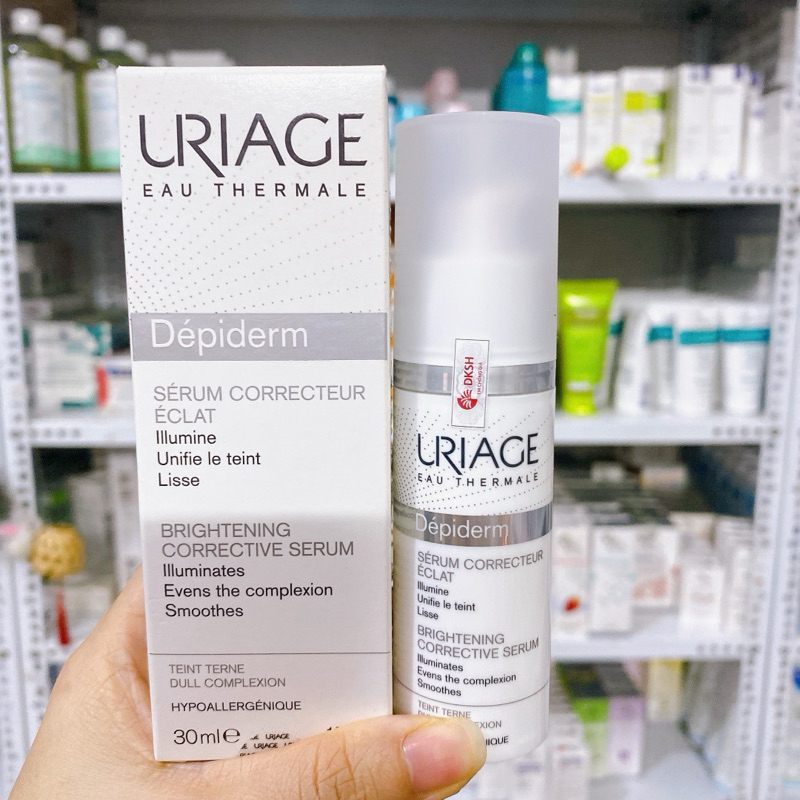 URIAGE
EAU THERMALE
Dépiderm
SÉRUM CORRECTEUR
ÉCLAT
Illumine
Unifie le teint
Lisse
BRIGHTENING
CORRECTIVE SERUM
Illuminates
Evens the complexion
Smoothes
TEINT TERNE
DULL COMPLEXION
HYPOALLERGÉNIQUE
30ml℮
URIAGE
URIAGE
DKSH
URIAGE
EAU THERMALE
Dépiderm
SÉRUM CORRECTEUR
ÉCLAT
Illumine
Unifie le teint
Lisse
BRIGHTENING
CORRECTIVE SERUM
Illuminates
Evens the complexion
Smoothes
TEINT TERNE